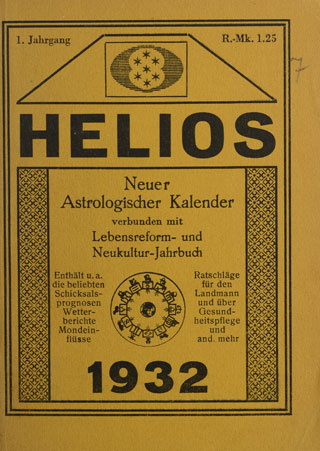 1. Jahrgang
R.-Mk. 1.25
7
HELIOS
Neuer
Astrologischer Kalender
verbunden mit
Lebensreform- und
Neukultur-Jahrbuch
Enthält u. a.
die beliebten
Schicksals-
prognosen
Wetter-
berichte
Mondein-
flüsse
Ratschläge
für den
Landmann
und über
Gesund-
heitspflege
und
and. mehr
1932